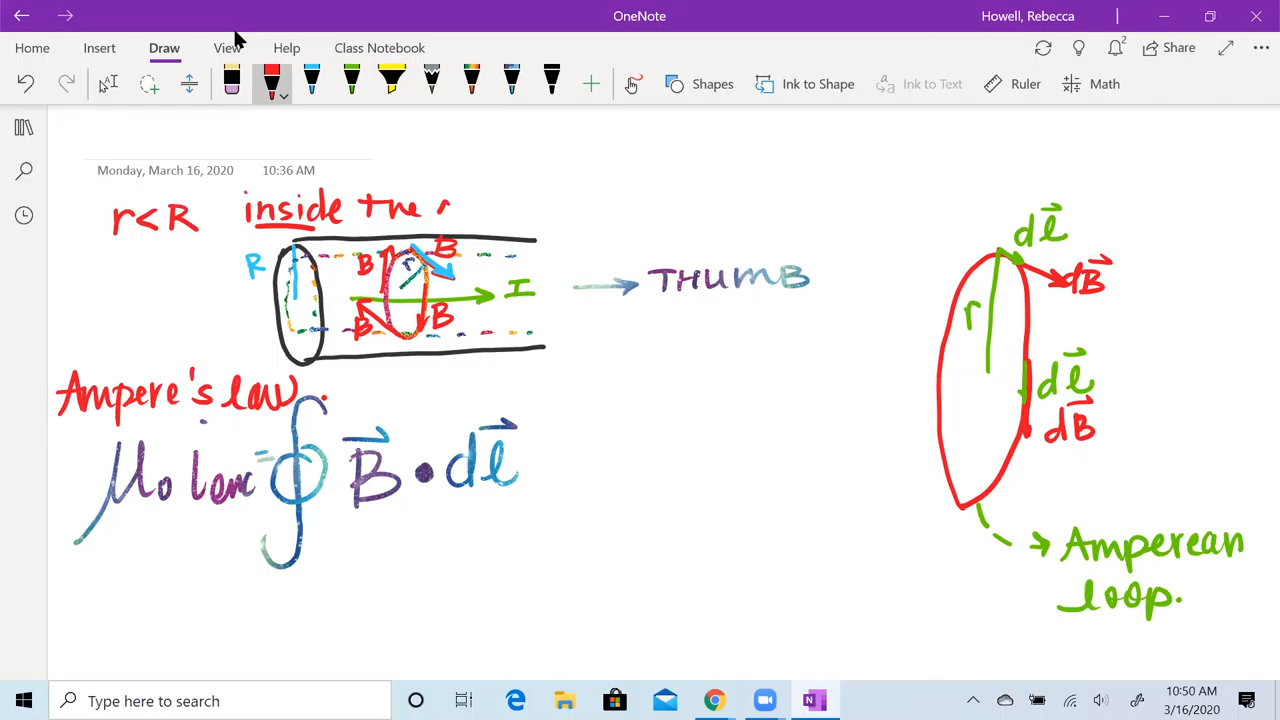 OneNote
Howell, Rebecca
Home Insert Draw View Help Class Notebook
2 Share
Shapes Ink to Shape Ink to Text Ruler Math
Monday, March 16, 2020 10:36 AM
r<R inside the
R B r B I → THUMB
B B
Ampere's law.
μo Ienc = ∮ B⃗ • dl⃗
dl⃗
dB⃗
r
dl⃗
dB⃗
Amperean
loop.
Type here to search
10:50 AM
3/16/2020